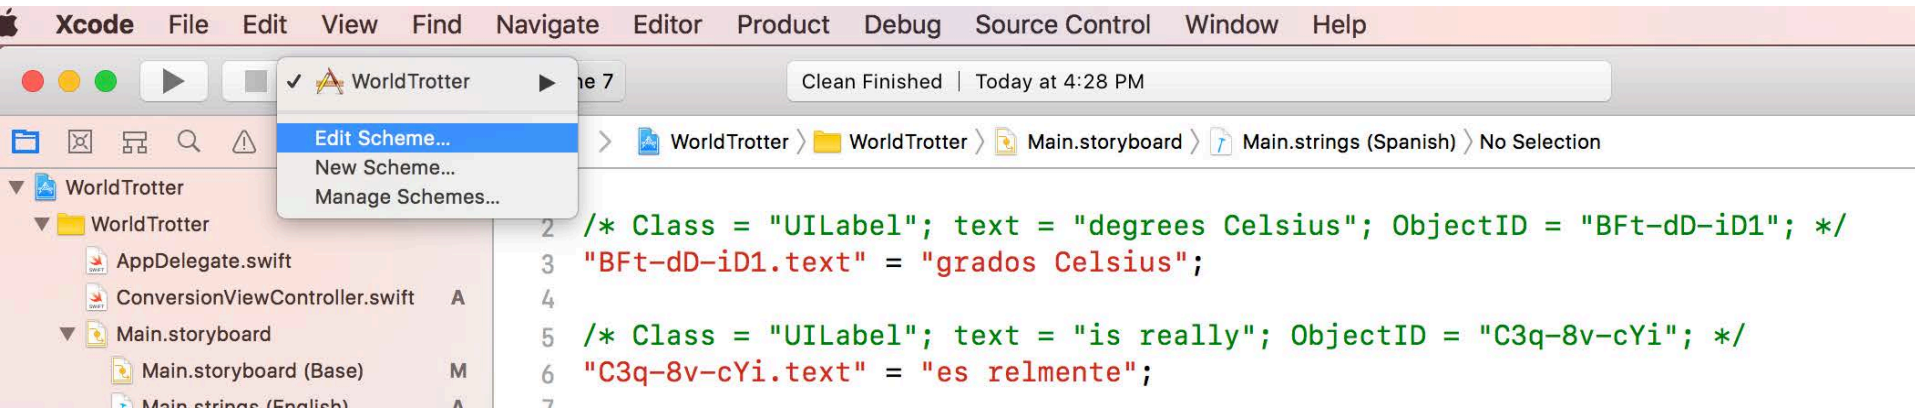 Xcode File Edit View Find Navigate Editor Product Debug Source Control Window Help
WorldTrotter ne 7 Clean Finished | Today at 4:28 PM
Edit Scheme...
New Scheme...
Manage Schemes...
WorldTrotter WorldTrotter Main.storyboard Main.strings (Spanish) No Selection
WorldTrotter
WorldTrotter
AppDelegate.swift
ConversionViewController.swift A
Main.storyboard
Main.storyboard (Base) M
Main.strings (English) A
2 /* Class = "UILabel"; text = "degrees Celsius"; ObjectID = "BFt-dD-iD1"; */
3 "BFt-dD-iD1.text" = "grados Celsius";
4
5 /* Class = "UILabel"; text = "is really"; ObjectID = "C3q-8v-cYi"; */
6 "C3q-8v-cYi.text" = "es relmente";
7